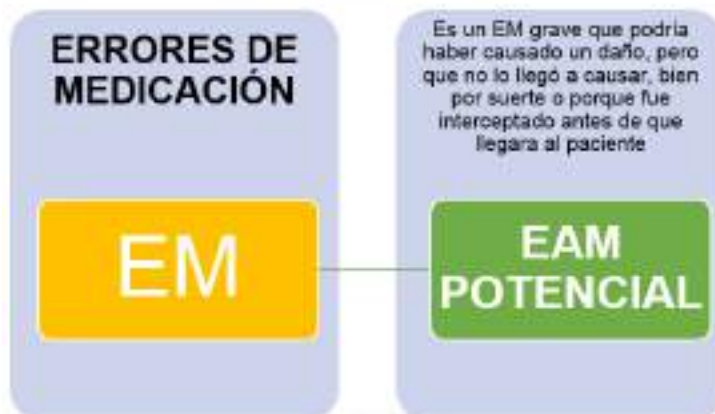 ERRORES DE
MEDICACIÓN
EM
Es un EM grave que podría
haber causado un daño, pero
que no lo llegó a causar, bien
por suerte o porque fue
interceptado antes de que
llegara al paciente
EAM
POTENCIAL